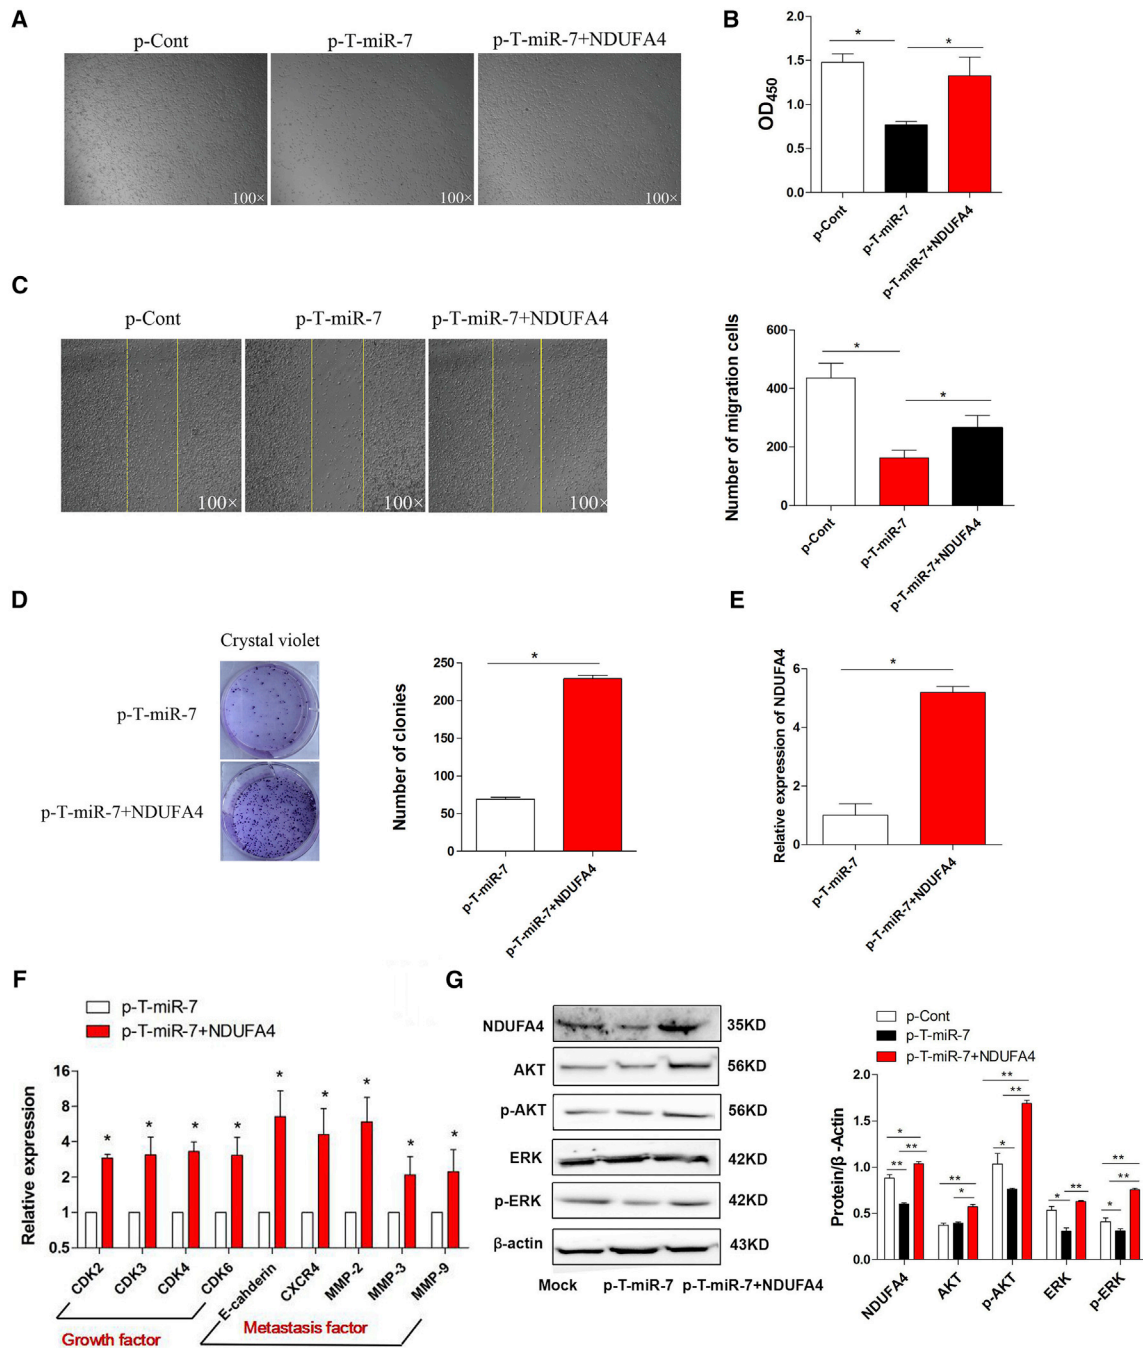 A
p-Cont
p-T-miR-7
p-T-miR-7+NDUFA4
100×
100×
100×
B
OD450
2.0
1.5
1.0
0.5
0.0
*
*
p-Cont
p-T-miR-7
p-T-miR-7+NDUFA4
C
p-Cont
p-T-miR-7
p-T-miR-7+NDUFA4
100×
100×
100×
Number of migration cells
600
400
200
0
*
*
p-Cont
p-T-miR-7
p-T-miR-7+NDUFA4
D
Crystal violet
p-T-miR-7
p-T-miR-7+NDUFA4
Number of clonies
250
200
150
100
50
0
*
p-T-miR-7
p-T-miR-7+NDUFA4
E
Relative expression of NDUFA4
6
4
2
0
*
p-T-miR-7
p-T-miR-7+NDUFA4
F
p-T-miR-7
p-T-miR-7+NDUFA4
Relative expression
16
8
4
2
1
0.5
* * * * * * * * *
CDK2
CDK3
CDK4
CDK6
E-cahderin
CXCR4
MMP-2
MMP-3
MMP-9
Growth factor
Metastasis factor
G
NDUFA4 35KD
AKT 56KD
p-AKT 56KD
ERK 42KD
p-ERK 42KD
β-actin 43KD
Mock p-T-miR-7 p-T-miR-7+NDUFA4
p-Cont
p-T-miR-7
p-T-miR-7+NDUFA4
Protein/β -Actin
2.0
1.5
1.0
0.5
0.0
*
**
**
**
*
**
**
*
**
*
**
**
*
NDUFA4
AKT
p-AKT
ERK
p-ERK